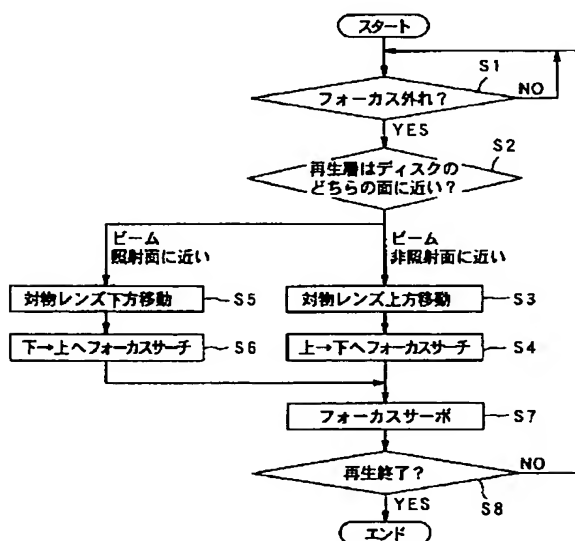 スタート
S1
フォーカス外れ?
NO
YES
S2
再生層はディスクの
どちらの面に近い?
ビーム
照射面に近い
ビーム
非照射面に近い
対物レンズ下方移動
S5
対物レンズ上方移動
S3
下→上へフォーカスサーチ
S6
上→下へフォーカスサーチ
S4
フォーカスサーボ
S7
再生終了?
NO
S8
YES
エンド